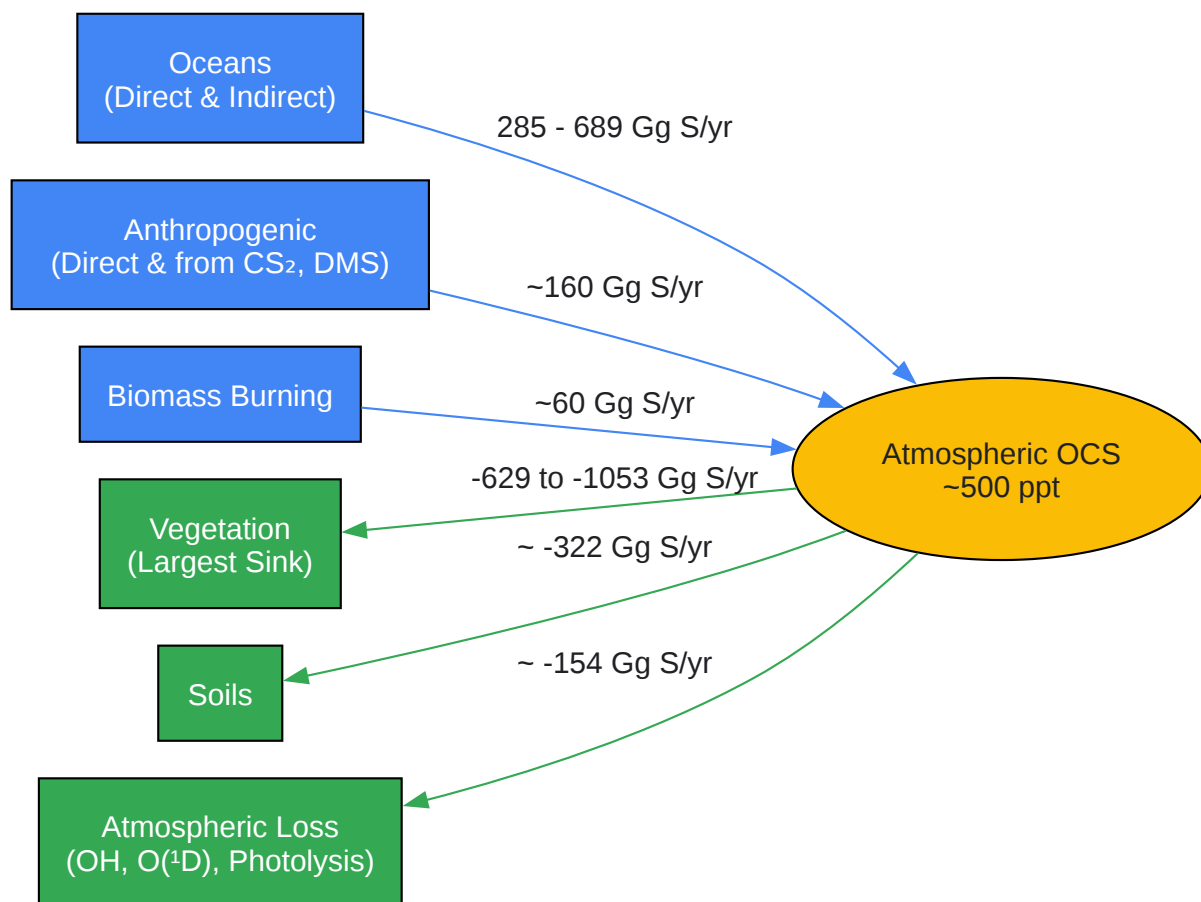 Oceans
(Direct & Indirect)
285 - 689 Gg S/yr
Anthropogenic
(Direct & from CS₂, DMS)
~160 Gg S/yr
Biomass Burning
~60 Gg S/yr
Atmospheric OCS
~500 ppt
-629 to -1053 Gg S/yr
Vegetation
(Largest Sink)
~ -322 Gg S/yr
Soils
~ -154 Gg S/yr
Atmospheric Loss
(OH, O(¹D), Photolysis)